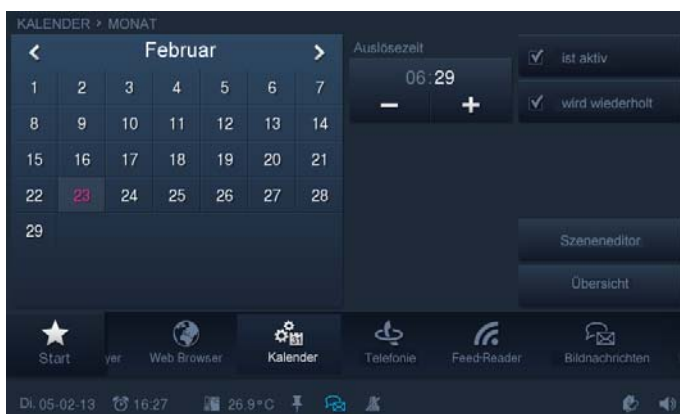 KALENDER > MONAT
< Februar >
1 2 3 4 5 6 7
8 9 10 11 12 13 14
15 16 17 18 19 20 21
22 23 24 25 26 27 28
29
Auslösezeit
06:29
− +
ist aktiv
wird wiederholt
Szeneneditor
Übersicht
31
Start yer Web Browser Kalender Telefonie Feed-Reader Bildnachrichten
Di. 05-02-13 16:27 26.9°C